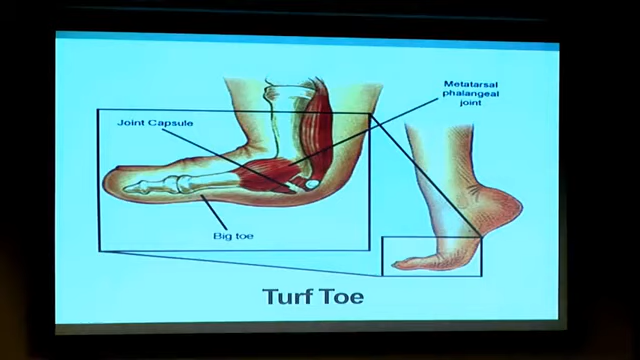 Metatarsal
phalangeal
joint
Joint Capsule
Big toe
Turf Toe